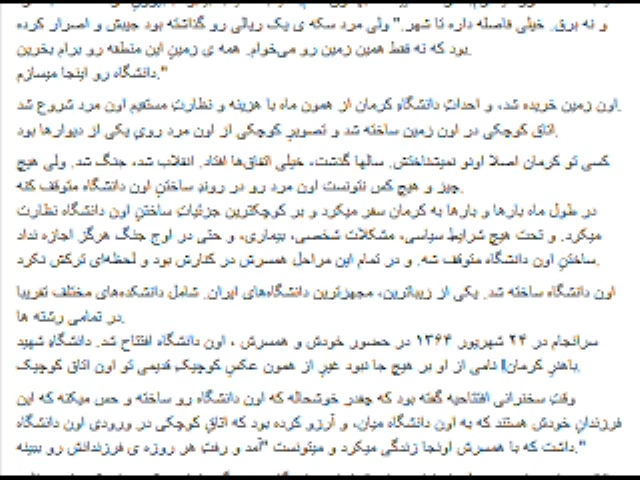 و نه برق. خیلی فاصله داره تا شهر." ولی مرد سکه ی یک ریالی رو گذاشته بود جیبش و اصرار کرده
بود که نه فقط همین زمین رو می‌خوام. همه ی زمین این منطقه رو برام بخرین.
دانشگاه رو اینجا میسازم."
اون زمین خریده شد، و احداثِ دانشگاهِ کرمان از همون ماه با هزینه و نظارتِ مستقیم اون مرد شروع شد.
اتاق کوچکی در اون زمین ساخته شد و تصویرِ کوچکی از اون مرد روی یکی از دیوارها بود.
کسی تو کرمان اصلا اونو نمیشناختش. سالها گذشت، خیلی اتفاق‌ها افتاد. انقلاب شد، جنگ شد. ولی هیچ
چیز و هیچ کس نتونست اون مرد رو در روندِ ساختنِ اون دانشگاه متوقف کنه.
در طول ماه بارها و بارها به کرمان سفر میکرد و بر کوچکترین جزئیاتِ ساختنِ اون دانشگاه نظارت
میکرد. و تحت هیچ شرایطِ سیاسی، مشکلات شخصی، بیماری، و حتی در اوج جنگ هرگز اجازه نداد
ساختنِ اون دانشگاه متوقف شه. و در تمام این مراحل همسرش در کنارش بود و لحظه‌ای ترکش نکرد.
اون دانشگاه ساخته شد. یکی از زیباترین، مجهزترین دانشگاه‌های ایران. شامل دانشکده‌های مختلف تقریبا
در تمامی رشته ها.
سرانجام در ۲۴ شهریور ۱۳۶۴ در حضور خودش و همسرش ، اون دانشگاه افتتاح شد. دانشگاهِ شهید
باهنرِ کرمان! نامی از او بر هیچ جا نبود غیر از همون عکسِ کوچیکِ قدیمی تو اون اتاق کوچیک.
وقتِ سخنرانی افتتاحیه گفته بود که چقدر خوشحاله که اون دانشگاه رو ساخته و حس میکنه که این
فرزندانِ خودش هستند که به اون دانشگاه میان، و آرزو کرده بود که اتاقِ کوچکی در ورودی اون دانشگاه
داشت که با همسرش اونجا زندگی میکرد و میتونست "آمد و رفتِ هر روزه ی فرزندانش رو ببینه."